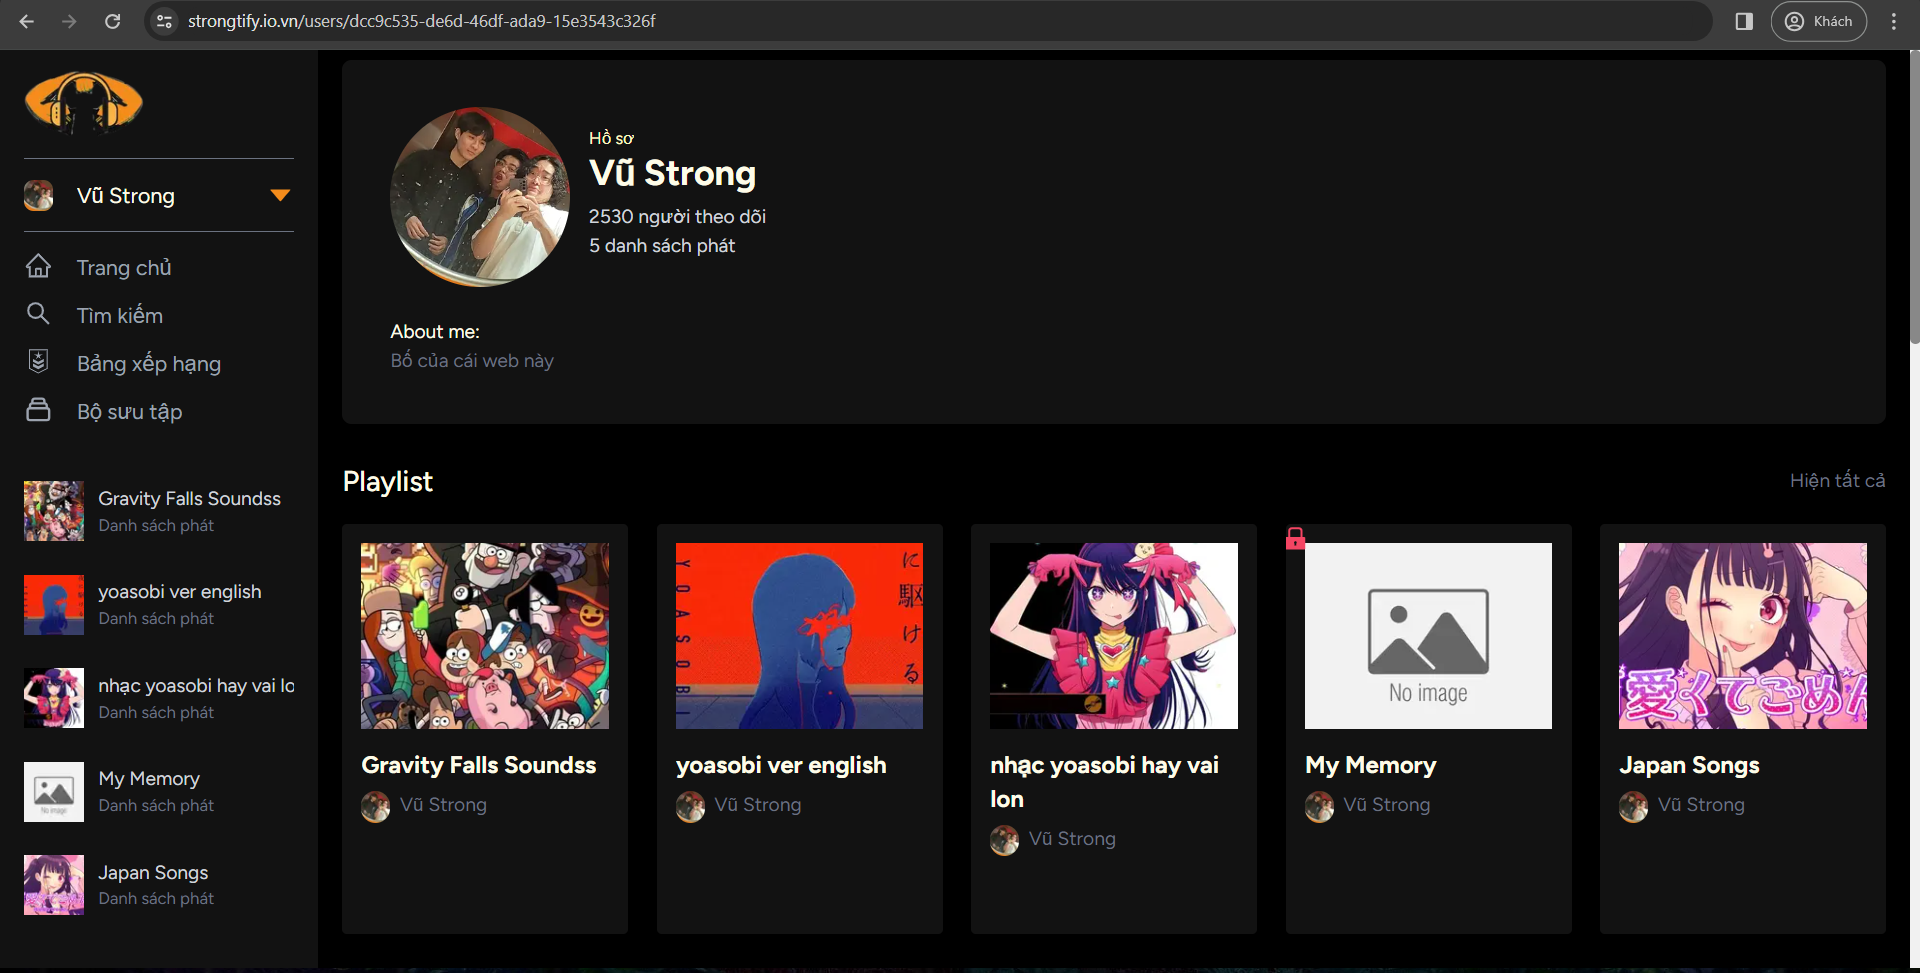 strongtify.io.vn/users/dcc9c535-de6d-46df-ada9-15e3543c326f
Khách
Vũ Strong
Trang chủ
Tìm kiếm
Bảng xếp hạng
Bộ sưu tập
Gravity Falls Soundss
Danh sách phát
yoasobi ver english
Danh sách phát
nhạc yoasobi hay vai lo
Danh sách phát
My Memory
Danh sách phát
No image
Japan Songs
Danh sách phát
Hồ sơ
Vũ Strong
2530 người theo dõi
5 danh sách phát
About me:
Bố của cái web này
Playlist
Hiện tất cả
Gravity Falls Soundss
Vũ Strong
YOASOBI
に駆ける
yoasobi ver english
Vũ Strong
nhạc yoasobi hay vai
lon
Vũ Strong
No image
My Memory
Vũ Strong
愛くてごめん
Japan Songs
Vũ Strong